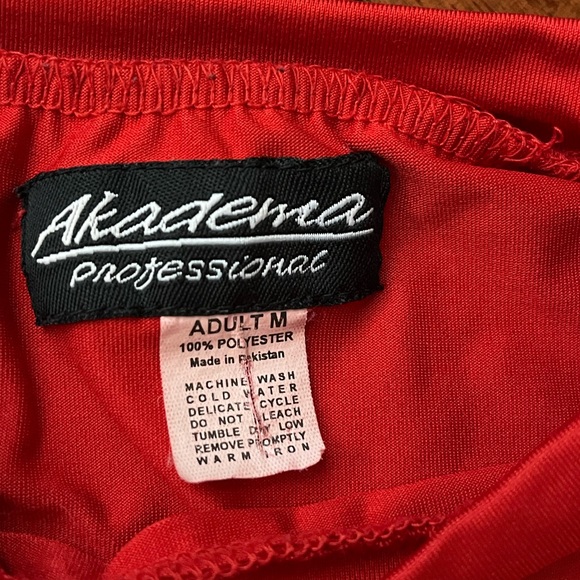 Akadema
professional
ADULT M
100% POLYESTER
Made in Pakistan
MACHINE WASH
COLD WATER
DELICATE CYCLE
DO NOT BLEACH
TUMBLE DRY LOW
REMOVE PROMPTLY
WARM IRON